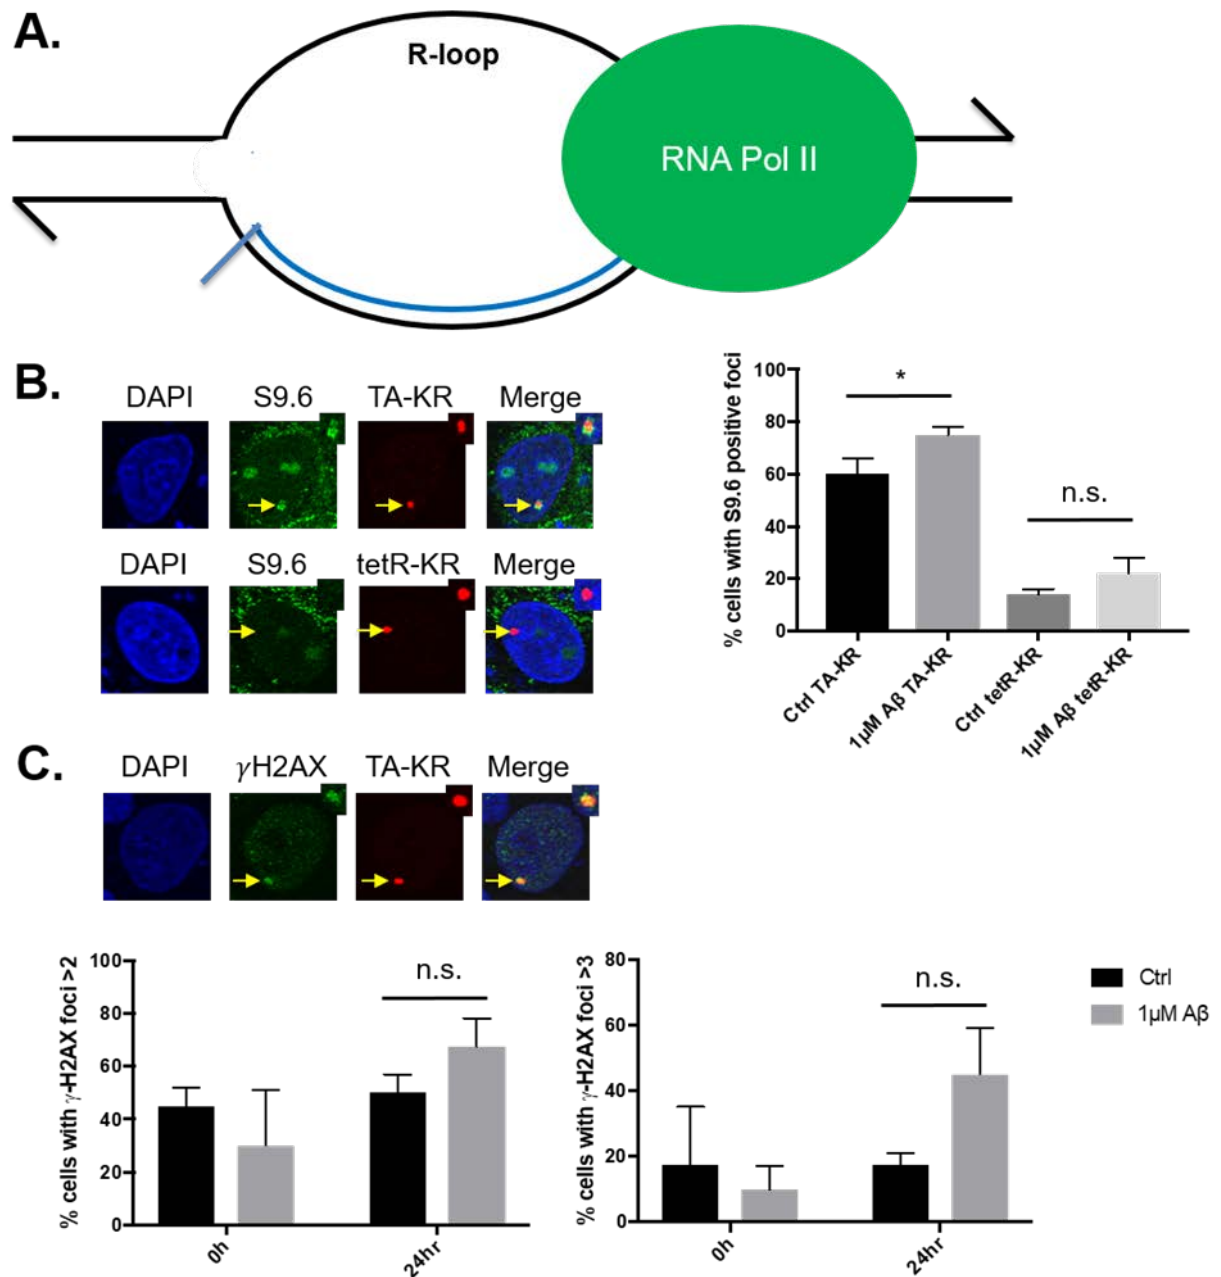 A.
R-loop
RNA Pol II
B.
DAPI S9.6 TA-KR Merge
DAPI S9.6 tetR-KR Merge
% cells with S9.6 positive foci
100
80
60
40
20
0
*
n.s.
Ctrl TA-KR
1µM Aβ TA-KR
Ctrl tetR-KR
1µM Aβ tetR-KR
C.
DAPI γH2AX TA-KR Merge
% cells with γ-H2AX foci >2
100
80
60
40
20
0
n.s.
0h
24hr
% cells with γ-H2AX foci >3
80
60
40
20
0
n.s.
0h
24hr
Ctrl
1µM Aβ